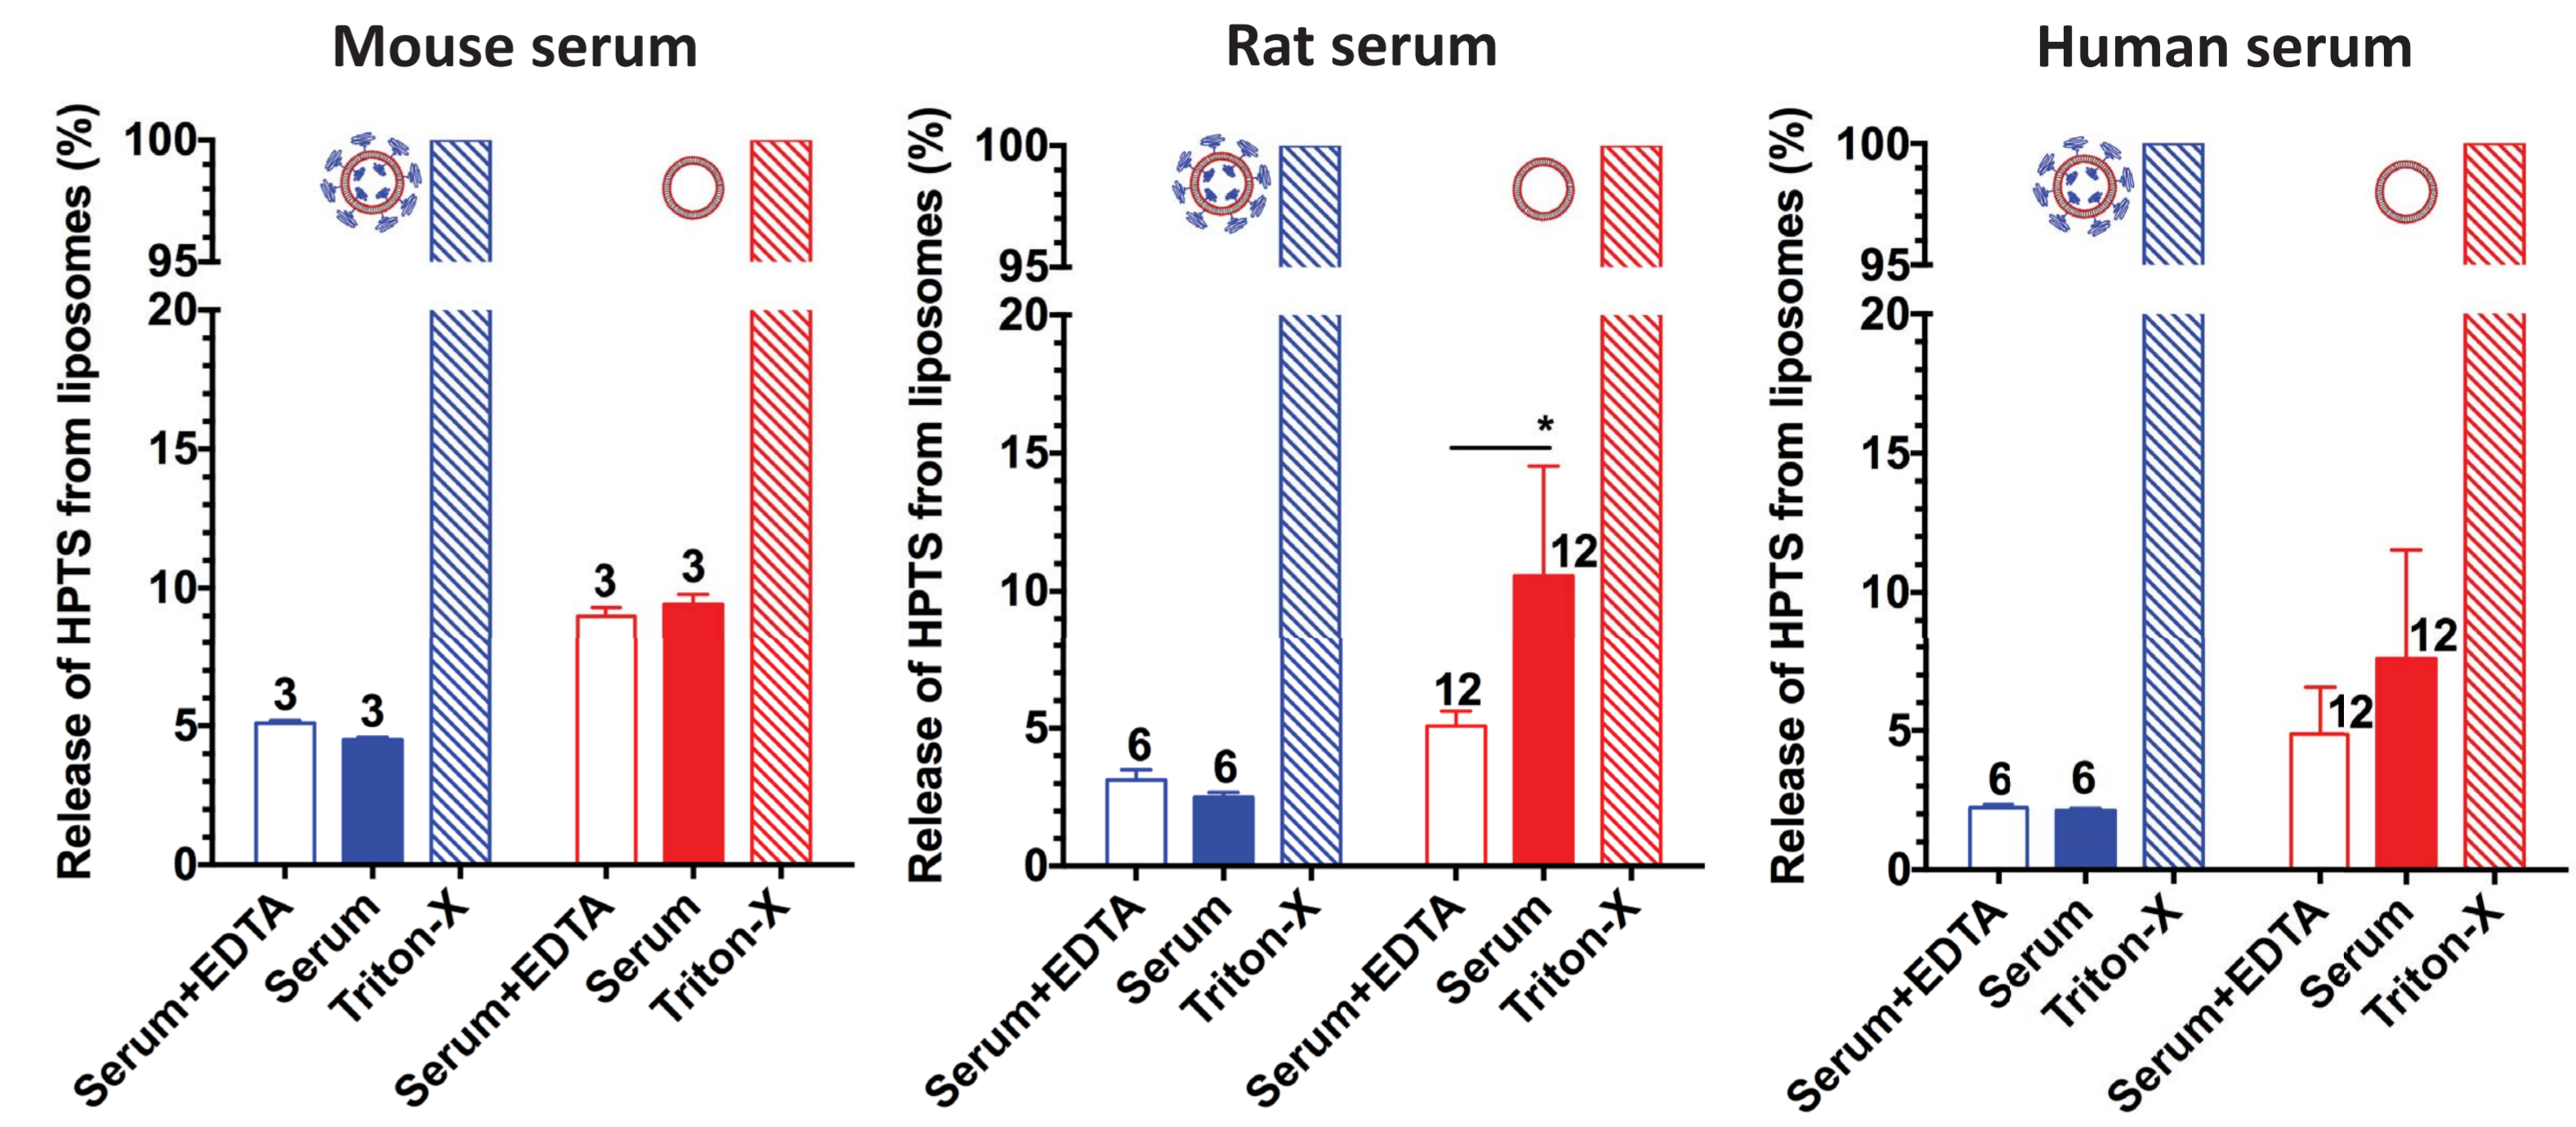 Mouse serum
Release of HPTS from liposomes (%)
100
95
20
15
10
5
0
3
3
3
3
Serum+EDTA
Serum
Triton-X
Serum+EDTA
Serum
Triton-X
Rat serum
Release of HPTS from liposomes (%)
100
95
20
15
10
5
0
6
6
12
12
*
Serum+EDTA
Serum
Triton-X
Serum+EDTA
Serum
Triton-X
Human serum
Release of HPTS from liposomes (%)
100
95
20
15
10
5
0
6
6
12
12
Serum+EDTA
Serum
Triton-X
Serum+EDTA
Serum
Triton-X